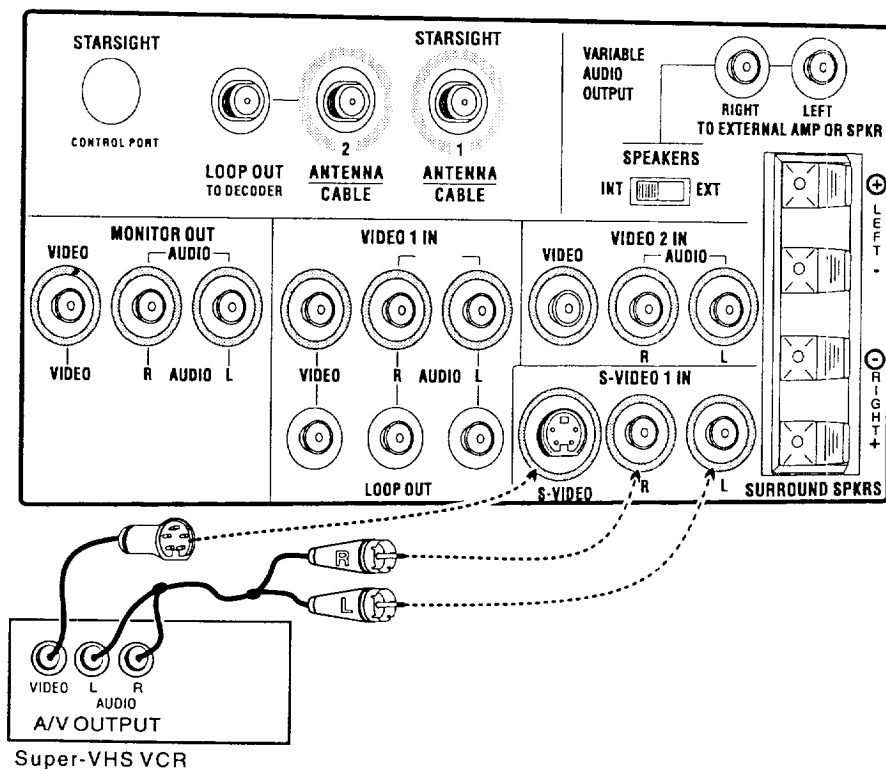 STARSIGHT
CONTROL PORT
LOOP OUT
TO DECODER
2
ANTENNA
CABLE
STARSIGHT
1
ANTENNA
CABLE
VARIABLE
AUDIO
OUTPUT
RIGHT LEFT
TO EXTERNAL AMP OR SPKR
SPEAKERS
INT EXT
+
LEFT
-
-
RIGHT
+
SURROUND SPKRS
MONITOR OUT
VIDEO AUDIO
VIDEO R AUDIO L
VIDEO 1 IN
VIDEO R AUDIO L
LOOP OUT
VIDEO 2 IN
VIDEO AUDIO
R L
S-VIDEO 1 IN
S-VIDEO R L
R
L
VIDEO L R
AUDIO
A/V OUTPUT
Super-VHS VCR